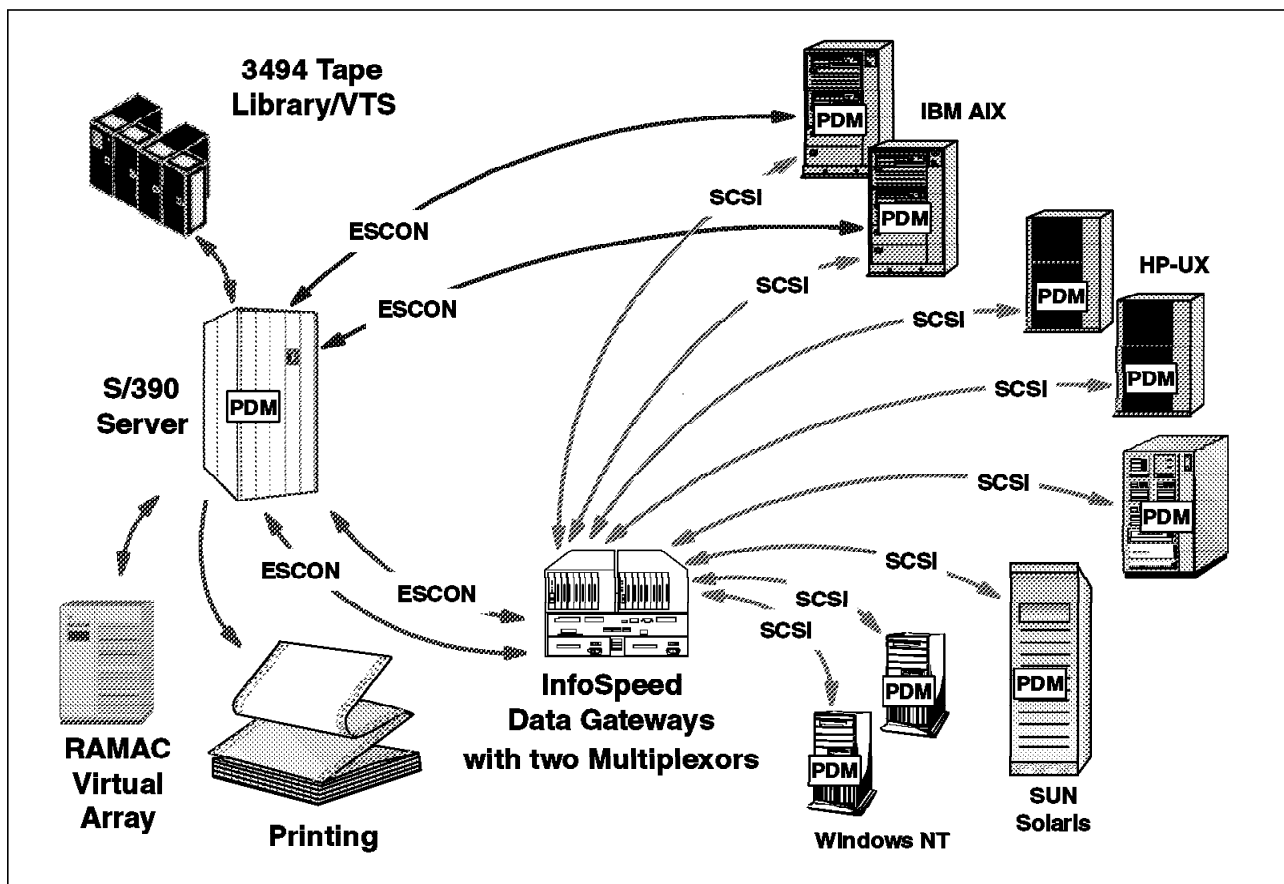 3494 Tape
Library/VTS
PDM
IBM AIX
SCSI
PDM
ESCON
SCSI
HP-UX
PDM
ESCON
SCSI
PDM
SCSI
S/390
Server
PDM
SCSI
PDM
ESCON
ESCON
SCSI
SCSI
SCSI
PDM
PDM
InfoSpeed
Data Gateways
with two Multiplexors
PDM
RAMAC
Virtual
Array
Printing
Windows NT
SUN
Solaris